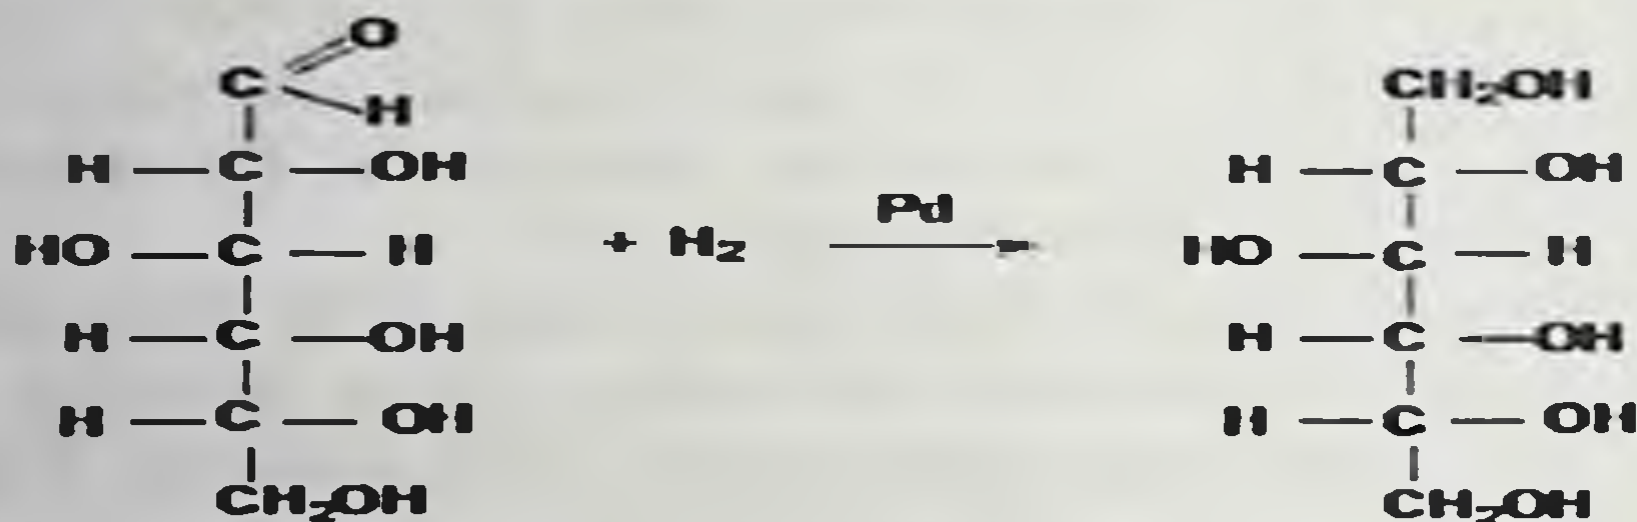 O
C
H
CH₂OH
H — C — OH
H — C — OH
Pd
HO — C — H
+ H₂
HO — C — H
H — C — OH
H — C — OH
H — C — OH
H — C — OH
CH₂OH
CH₂OH